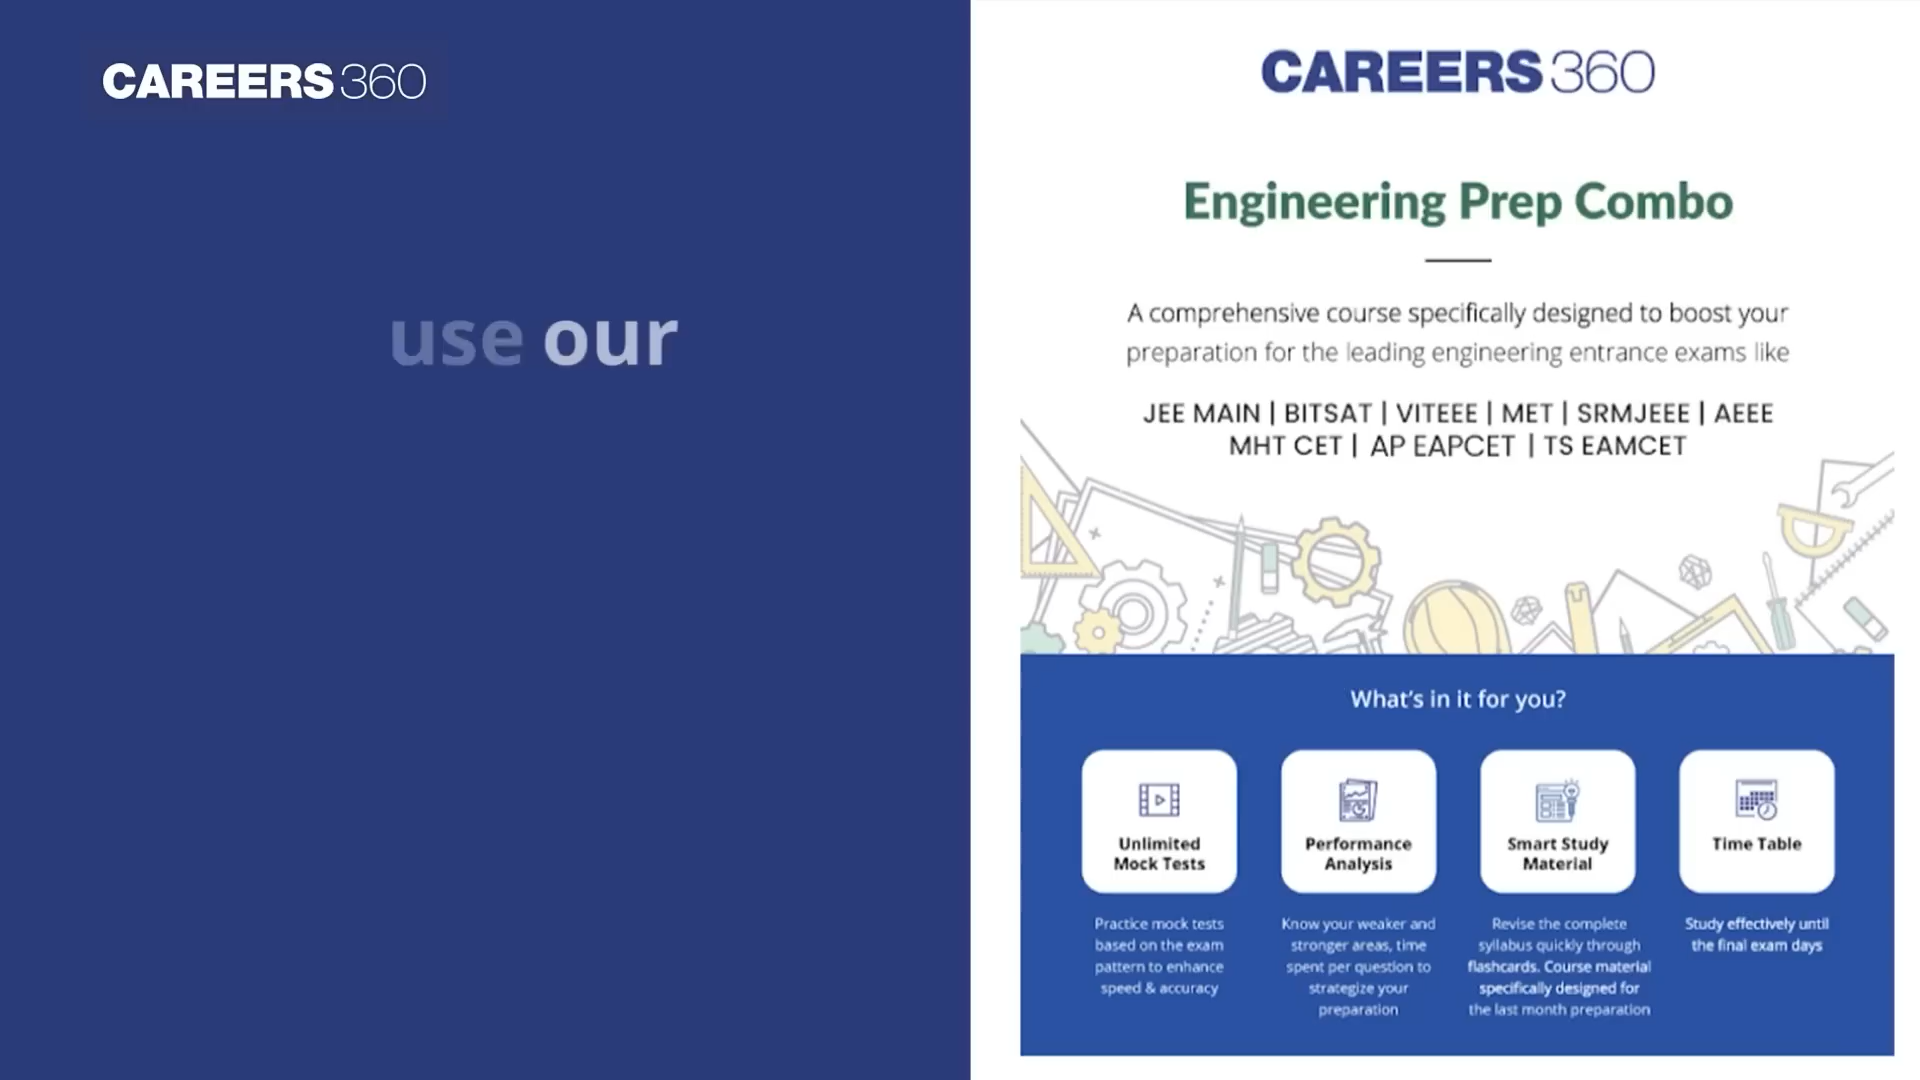 CAREERS360
use our
CAREERS360
Engineering Prep Combo
A comprehensive course specifically designed to boost your
preparation for the leading engineering entrance exams like
JEE MAIN | BITSAT | VITEEE | MET | SRMJEEE | AEEE
MHT CET | AP EAPCET | TS EAMCET
What's in it for you?
Unlimited
Mock Tests
Practice mock tests
based on the exam
pattern to enhance
speed & accuracy
Performance
Analysis
Know your weaker and
stronger areas, time
spent per question to
strategize your
preparation
Smart Study
Material
Revise the complete
syllabus quickly through
flashcards. Course material
specifically designed for
the last month preparation
Time Table
Study effectively until
the final exam days